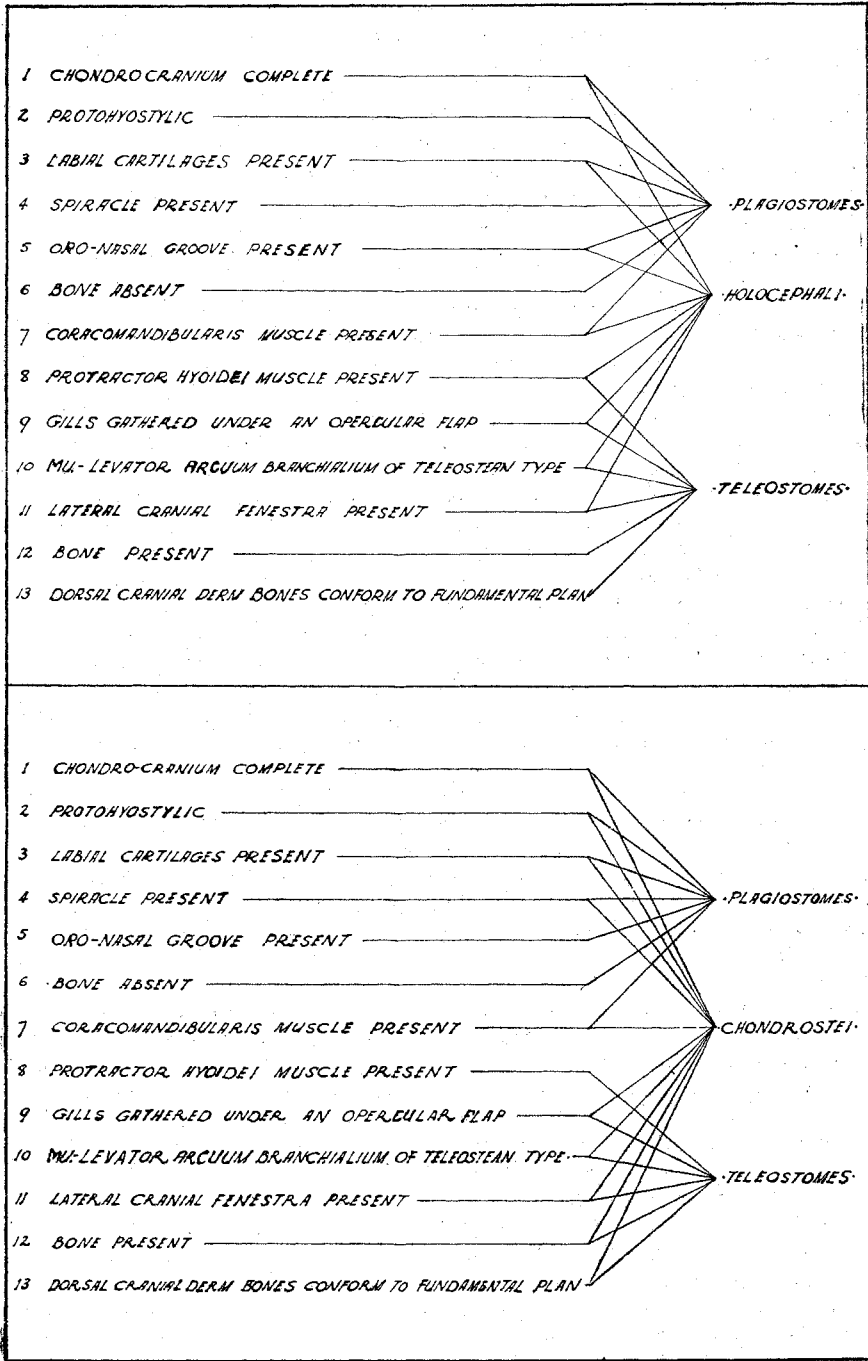 1 CHONDROCRANIUM COMPLETE
2 PROTOHYOSTYLIC
3 LABIAL CARTILAGES PRESENT
4 SPIRACLE PRESENT
·PLAGIOSTOMES·
5 ORO-NASAL GROOVE PRESENT
6 BONE ABSENT
·HOLOCEPHALI·
7 CORACOMANDIBULARIS MUSCLE PRESENT
8 PROTRACTOR HYOIDEI MUSCLE PRESENT
9 GILLS GATHERED UNDER AN OPERCULAR FLAP
10 MU-LEVATOR ARCUUM BRANCHIALIUM OF TELEOSTEAN TYPE
·TELEOSTOMES·
11 LATERAL CRANIAL FENESTRA PRESENT
12 BONE PRESENT
13 DORSAL CRANIAL DERM BONES CONFORM TO FUNDAMENTAL PLAN
1 CHONDRO-CRANIUM COMPLETE
2 PROTOHYOSTYLIC
3 LABIAL CARTILAGES PRESENT
4 SPIRACLE PRESENT
·PLAGIOSTOMES·
5 ORO-NASAL GROOVE PRESENT
6 BONE ABSENT
7 CORACOMANDIBULARIS MUSCLE PRESENT
·CHONDROSTEI·
8 PROTRACTOR HYOIDEI MUSCLE PRESENT
9 GILLS GATHERED UNDER AN OPERCULAR FLAP
10 MU-LEVATOR ARCUUM BRANCHIALIUM OF TELEOSTEAN TYPE
·TELEOSTOMES·
11 LATERAL CRANIAL FENESTRA PRESENT
12 BONE PRESENT
13 DORSAL CRANIAL DERM BONES CONFORM TO FUNDAMENTAL PLAN